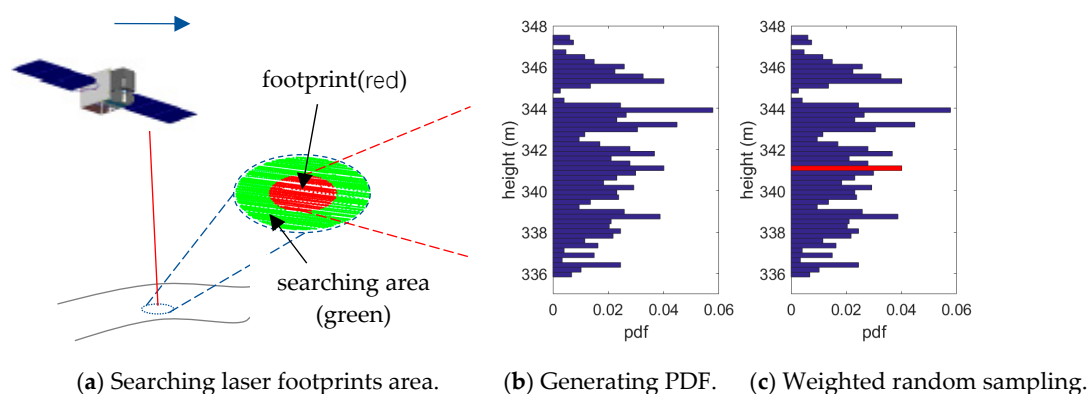 footprint(red)
searching area
(green)
348
346
344
342
340
338
336
height (m)
0
0.02
0.04
0.06
pdf
348
346
344
342
340
338
336
height (m)
0
0.02
0.04
0.06
pdf
(a) Searching laser footprints area.
(b) Generating PDF.
(c) Weighted random sampling.